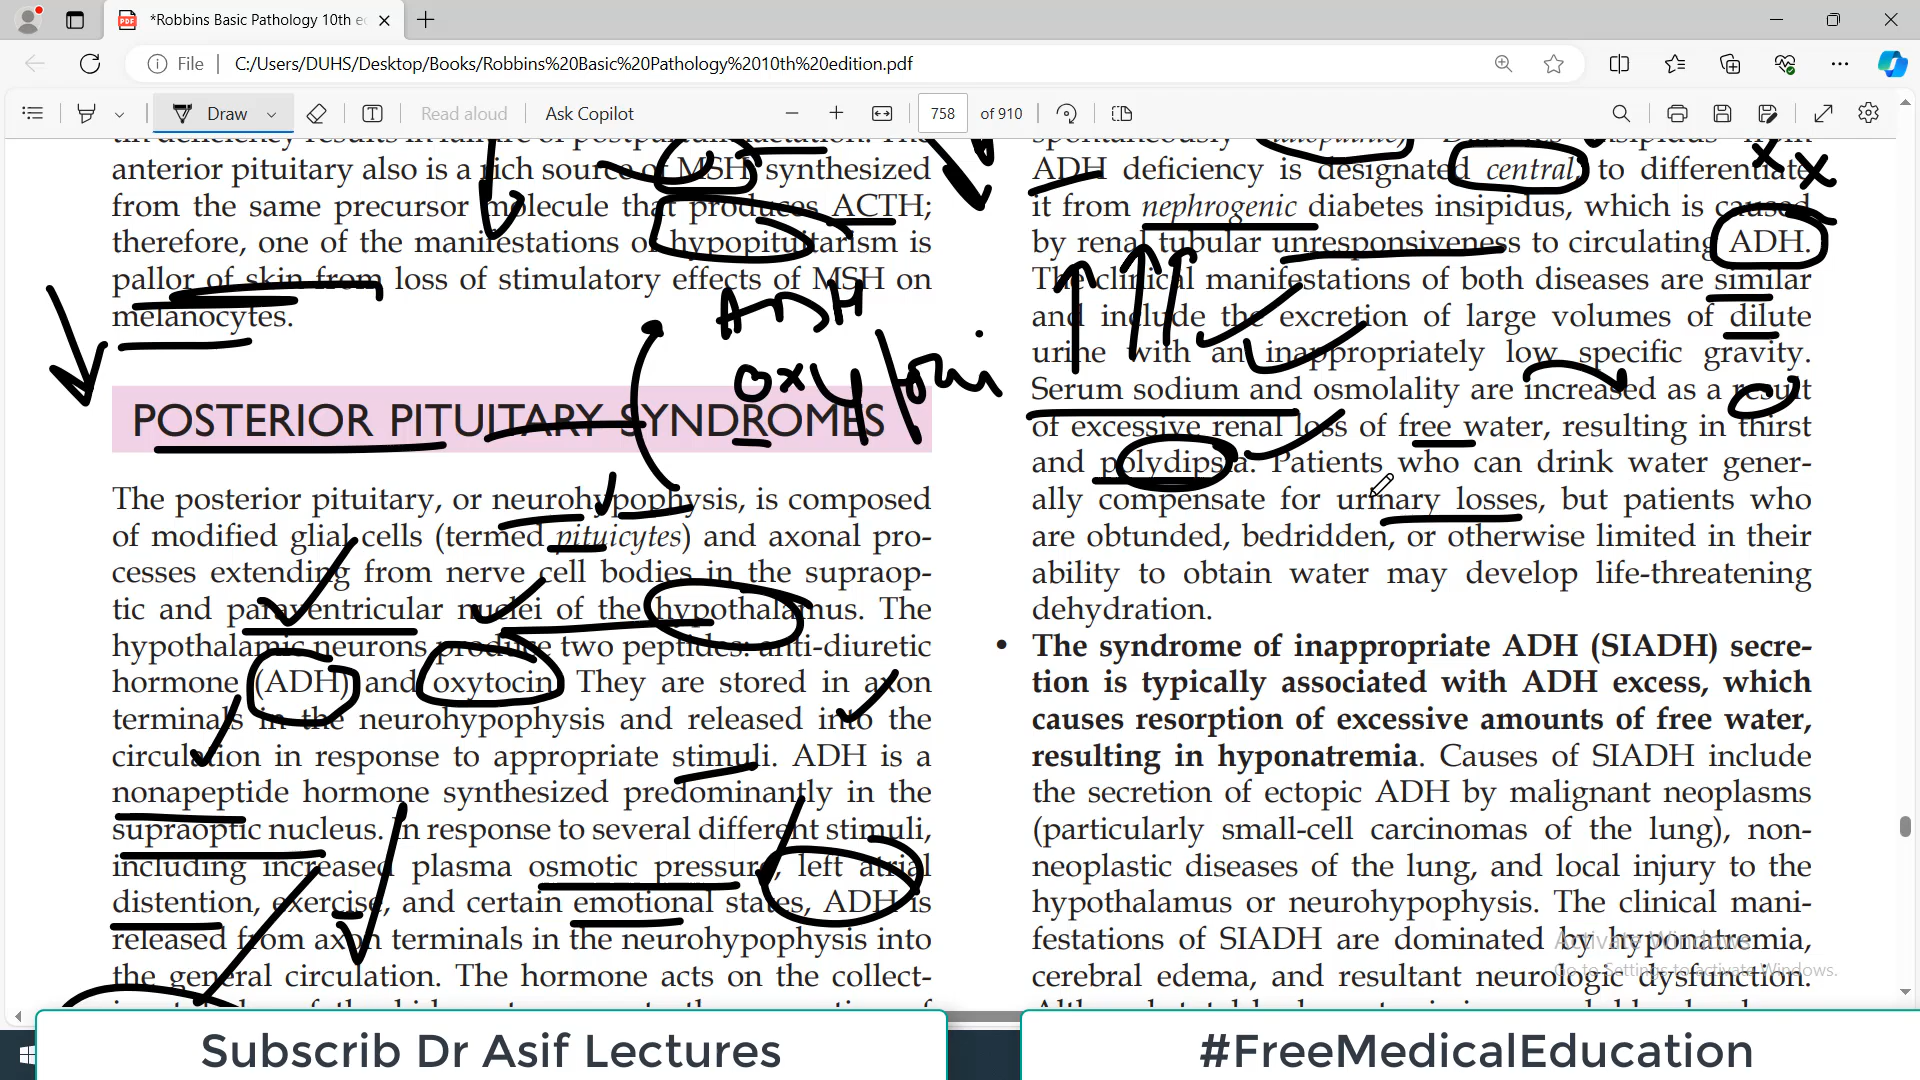 *Robbins Basic Pathology 10th e
File
C:/Users/DUHS/Desktop/Books/Robbins%20Basic%20Pathology%2010th%20edition.pdf
Draw
Read aloud
Ask Copilot
758
of 910
anterior pituitary also is a rich source of MSH, synthesized
from the same precursor molecule that produces ACTH;
therefore, one of the manifestations of hypopituitarism is
pallor of skin from loss of stimulatory effects of MSH on
melanocytes.
ADH
oxytocin
POSTERIOR PITUITARY SYNDROMES
The posterior pituitary, or neurohypophysis, is composed
of modified glial cells (termed pituicytes) and axonal pro-
cesses extending from nerve cell bodies in the supraop-
tic and paraventricular nuclei of the hypothalamus. The
hypothalamic neurons produce two peptides: anti-diuretic
hormone (ADH) and oxytocin. They are stored in axon
terminals in the neurohypophysis and released into the
circulation in response to appropriate stimuli. ADH is a
nonapeptide hormone synthesized predominantly in the
supraoptic nucleus. In response to several different stimuli,
including increased plasma osmotic pressure, left atrial
distention, exercise, and certain emotional states, ADH is
released from axon terminals in the neurohypophysis into
the general circulation. The hormone acts on the collect-
ADH deficiency is designated central, to differentiate
it from nephrogenic diabetes insipidus, which is caused
by renal tubular unresponsiveness to circulating ADH.
The clinical manifestations of both diseases are similar
and include the excretion of large volumes of dilute
urine with an inappropriately low specific gravity.
Serum sodium and osmolality are increased as a result
of excessive renal loss of free water, resulting in thirst
and polydipsia. Patients who can drink water gener-
ally compensate for urinary losses, but patients who
are obtunded, bedridden, or otherwise limited in their
ability to obtain water may develop life-threatening
dehydration.
• The syndrome of inappropriate ADH (SIADH) secre-
tion is typically associated with ADH excess, which
causes resorption of excessive amounts of free water,
resulting in hyponatremia. Causes of SIADH include
the secretion of ectopic ADH by malignant neoplasms
(particularly small-cell carcinomas of the lung), non-
neoplastic diseases of the lung, and local injury to the
hypothalamus or neurohypophysis. The clinical mani-
festations of SIADH are dominated by hyponatremia,
cerebral edema, and resultant neurologic dysfunction.
Activate Windows
Go to Settings to activate Windows.
Subscrib Dr Asif Lectures
#FreeMedicalEducation